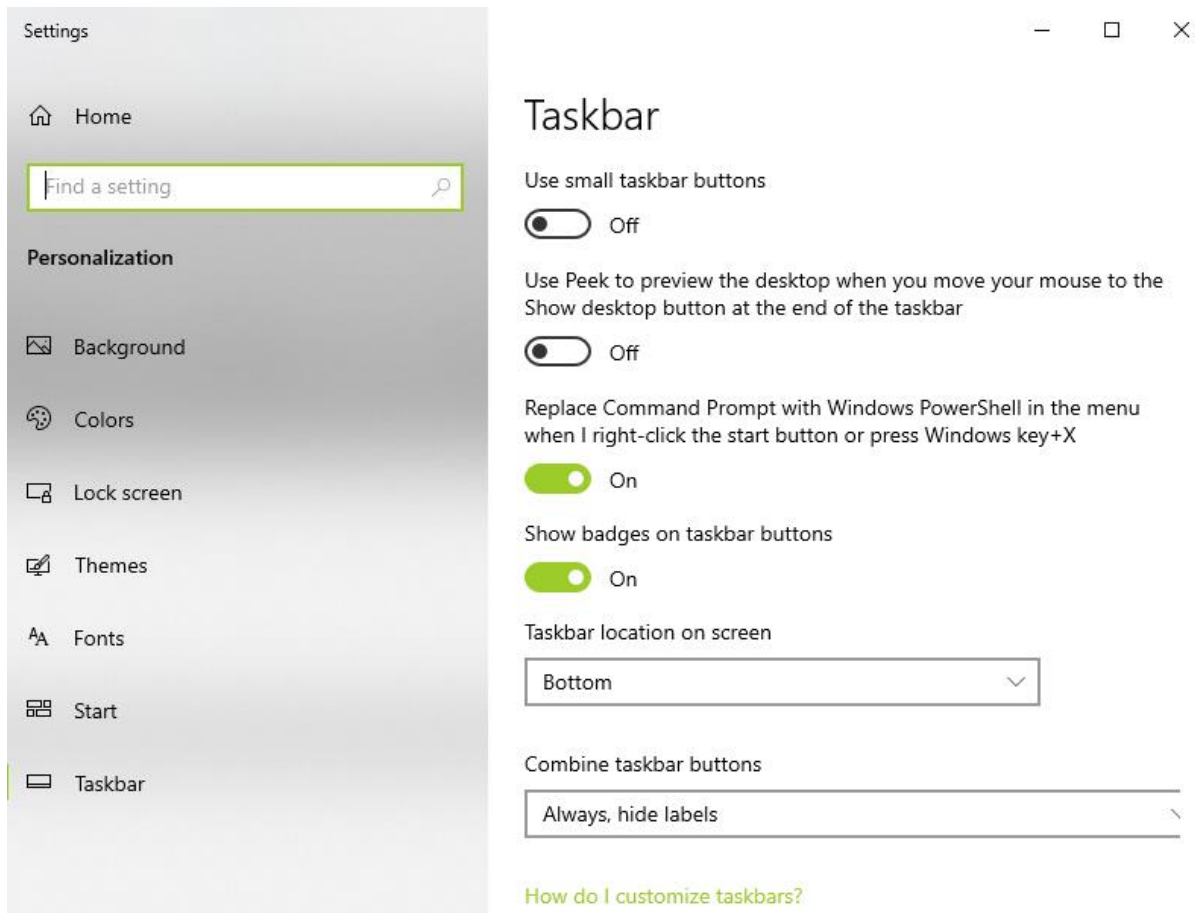 Settings
Home
Find a setting
Personalization
Background
Colors
Lock screen
Themes
Fonts
Start
Taskbar
Taskbar
Use small taskbar buttons
Off
Use Peek to preview the desktop when you move your mouse to the
Show desktop button at the end of the taskbar
Off
Replace Command Prompt with Windows PowerShell in the menu
when I right-click the start button or press Windows key+X
On
Show badges on taskbar buttons
On
Taskbar location on screen
Bottom
Combine taskbar buttons
Always, hide labels
How do I customize taskbars?